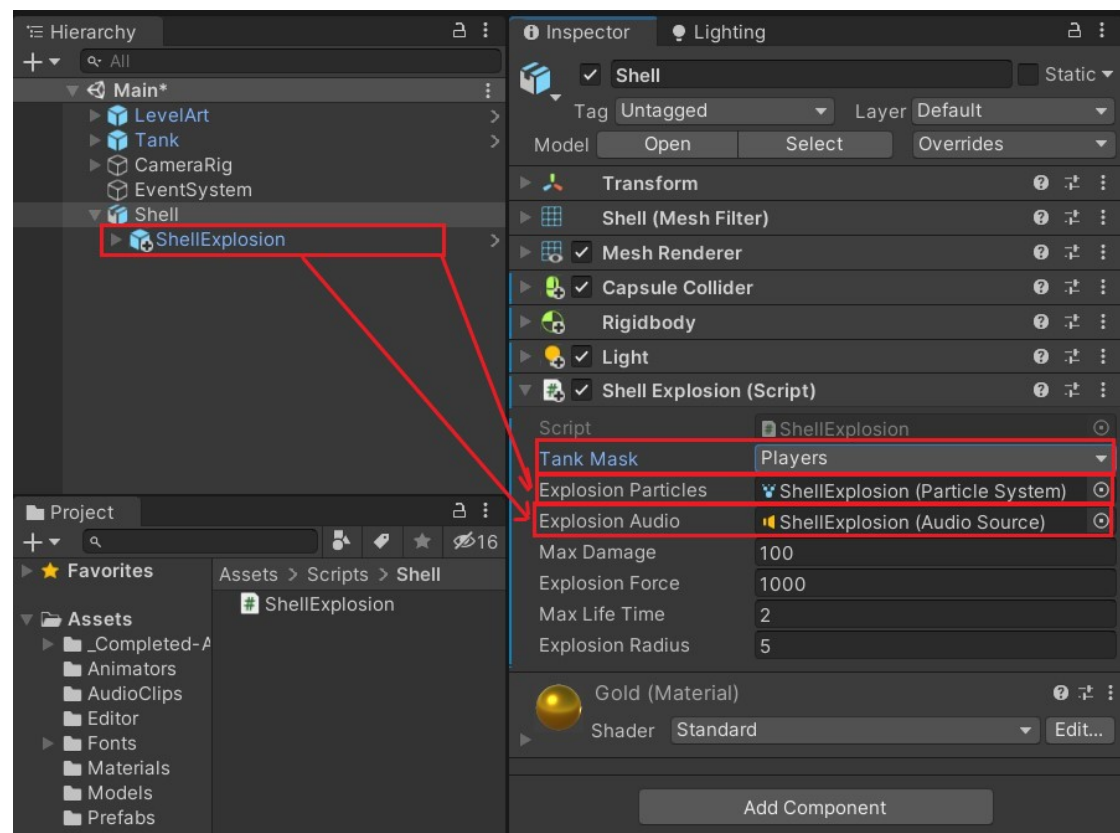 Hierarchy
All
Main*
LevelArt
Tank
CameraRig
EventSystem
Shell
ShellExplosion
Project
16
Favorites
Assets
_Completed-A
Animators
AudioClips
Editor
Fonts
Materials
Models
Prefabs
Assets > Scripts > Shell
ShellExplosion
Inspector Lighting
Shell Static
Tag Untagged Layer Default
Model Open Select Overrides
Transform
Shell (Mesh Filter)
Mesh Renderer
Capsule Collider
Rigidbody
Light
Shell Explosion (Script)
Script ShellExplosion
Tank Mask Players
Explosion Particles ShellExplosion (Particle System)
Explosion Audio ShellExplosion (Audio Source)
Max Damage 100
Explosion Force 1000
Max Life Time 2
Explosion Radius 5
Gold (Material)
Shader Standard Edit...
Add Component